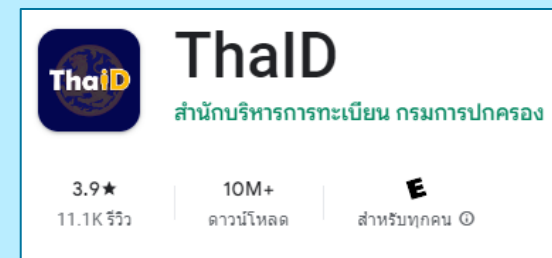 ThaiD
ThaID
สำนักบริหารการทะเบียน กรมการปกครอง
3.9★
11.1K รีวิว
10M+
ดาวน์โหลด
E
สำหรับทุกคน ⓘ